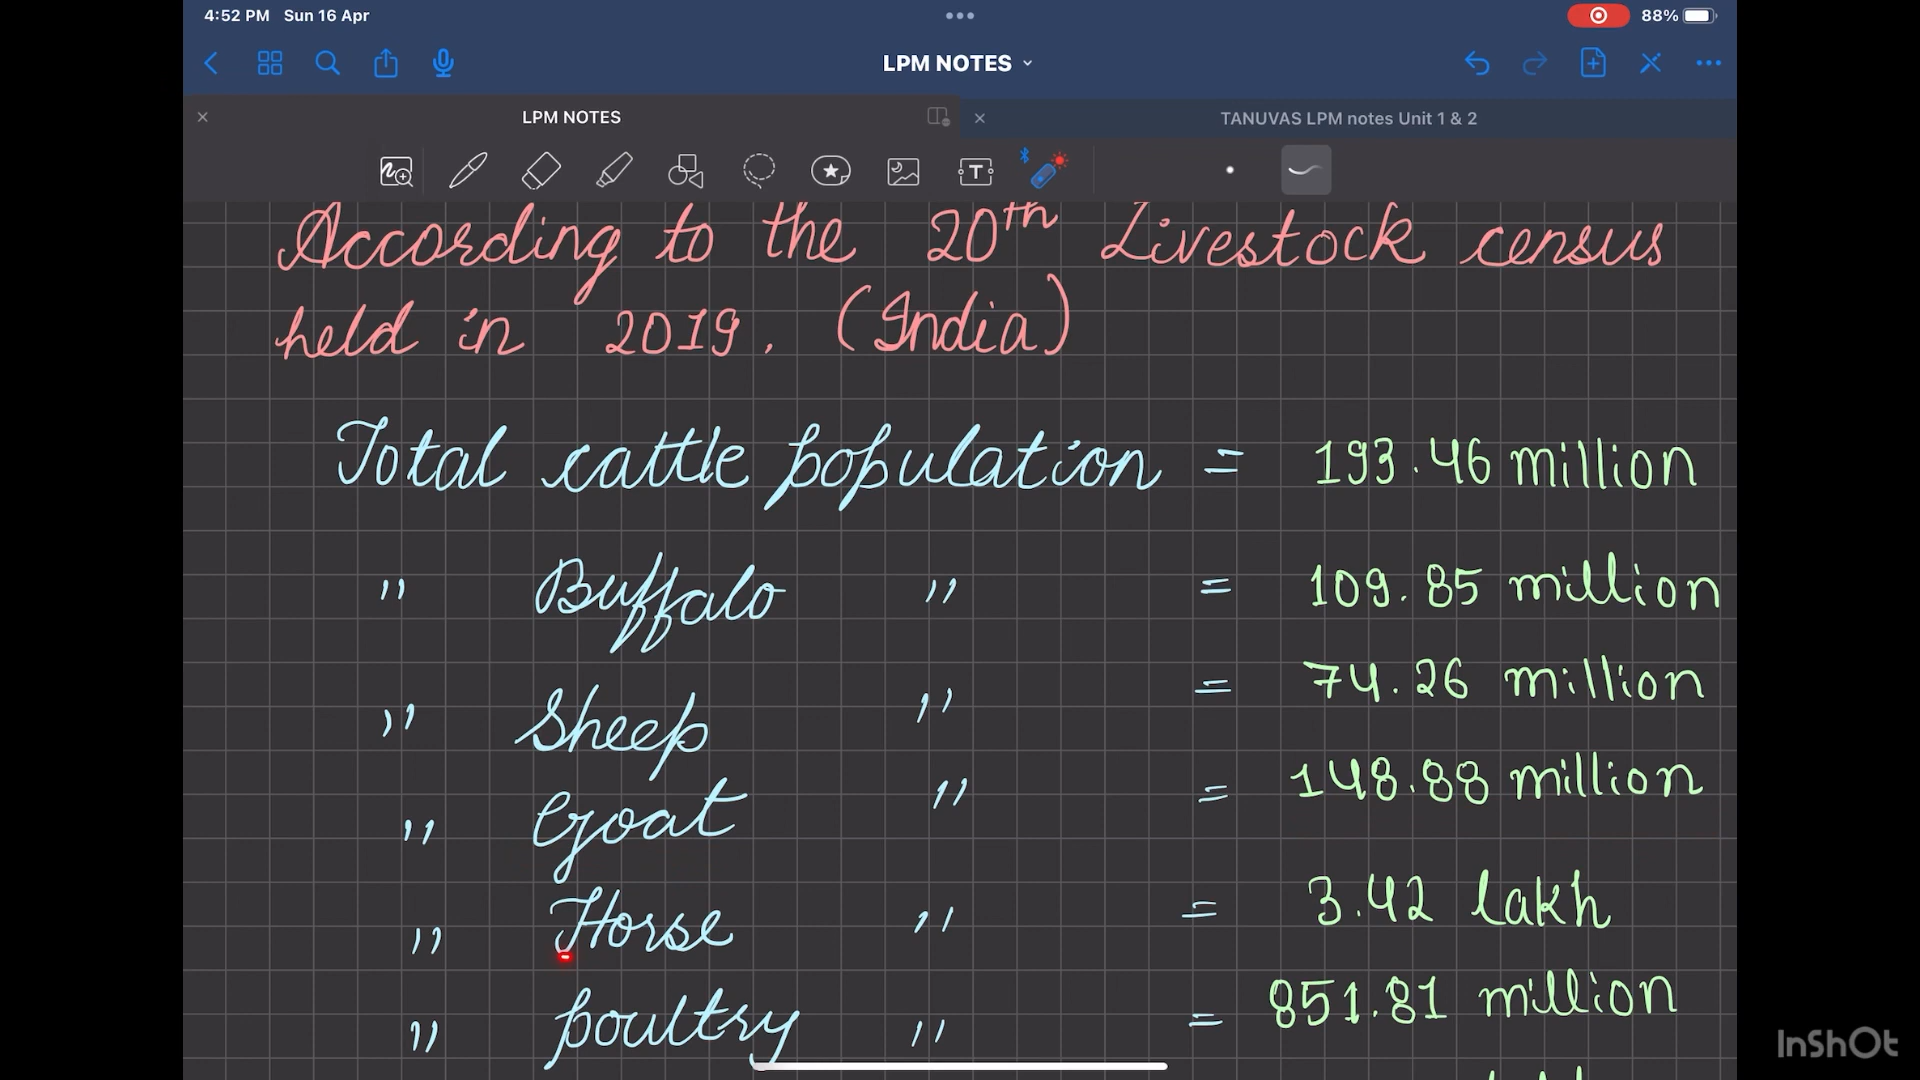 4:52 PM Sun 16 Apr
88%
LPM NOTES
LPM NOTES
TANUVAS LPM notes Unit 1 & 2
According to the 20th Livestock census
held in 2019. (India)
Total cattle population = 193.46 million
" Buffalo " = 109.85 million
" Sheep " = 74.26 million
" Goat " = 148.88 million
" Horse " = 3.42 lakh
" poultry " = 851.81 million
InShOt